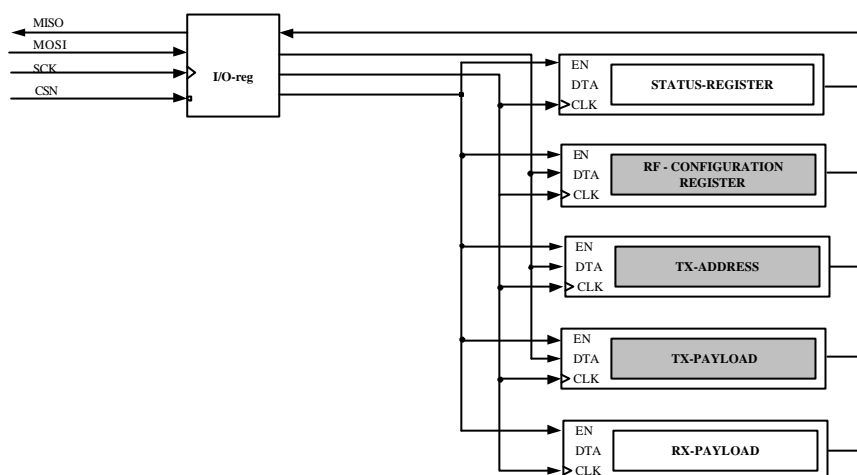 MISO
MOSI
SCK
CSN
I/O-reg
EN
DTA
CLK
STATUS-REGISTER
EN
DTA
CLK
RF - CONFIGURATION
REGISTER
EN
DTA
CLK
TX-ADDRESS
EN
DTA
CLK
TX-PAYLOAD
EN
DTA
CLK
RX-PAYLOAD